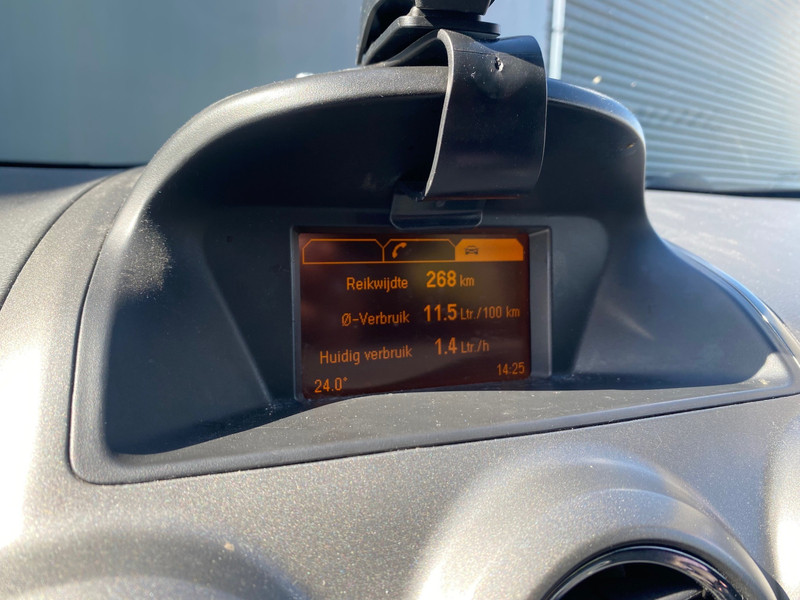 Reikwijdte 268 km
Ø-Verbruik 11.5 Ltr./100 km
Huidig verbruik 1.4 Ltr./h
24.0° 14:25